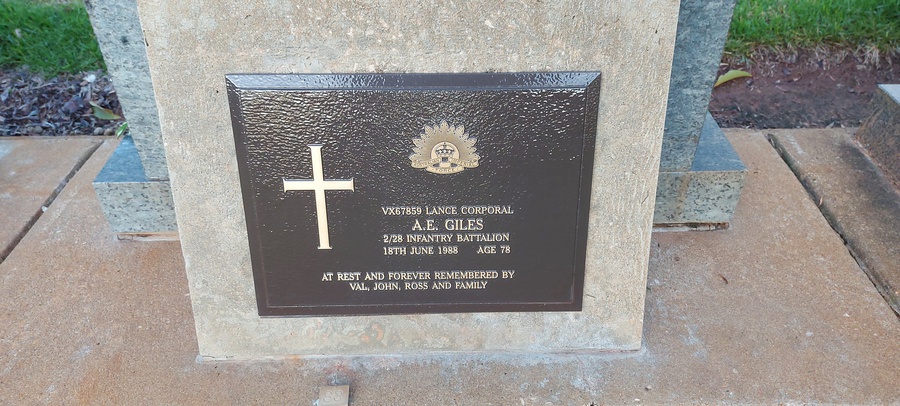 VX67859 LANCE CORPORAL
A.E. GILES
2/28 INFANTRY BATTALION
18TH JUNE 1988 AGE 78
AT REST AND FOREVER REMEMBERED BY
VAL, JOHN, ROSS AND FAMILY